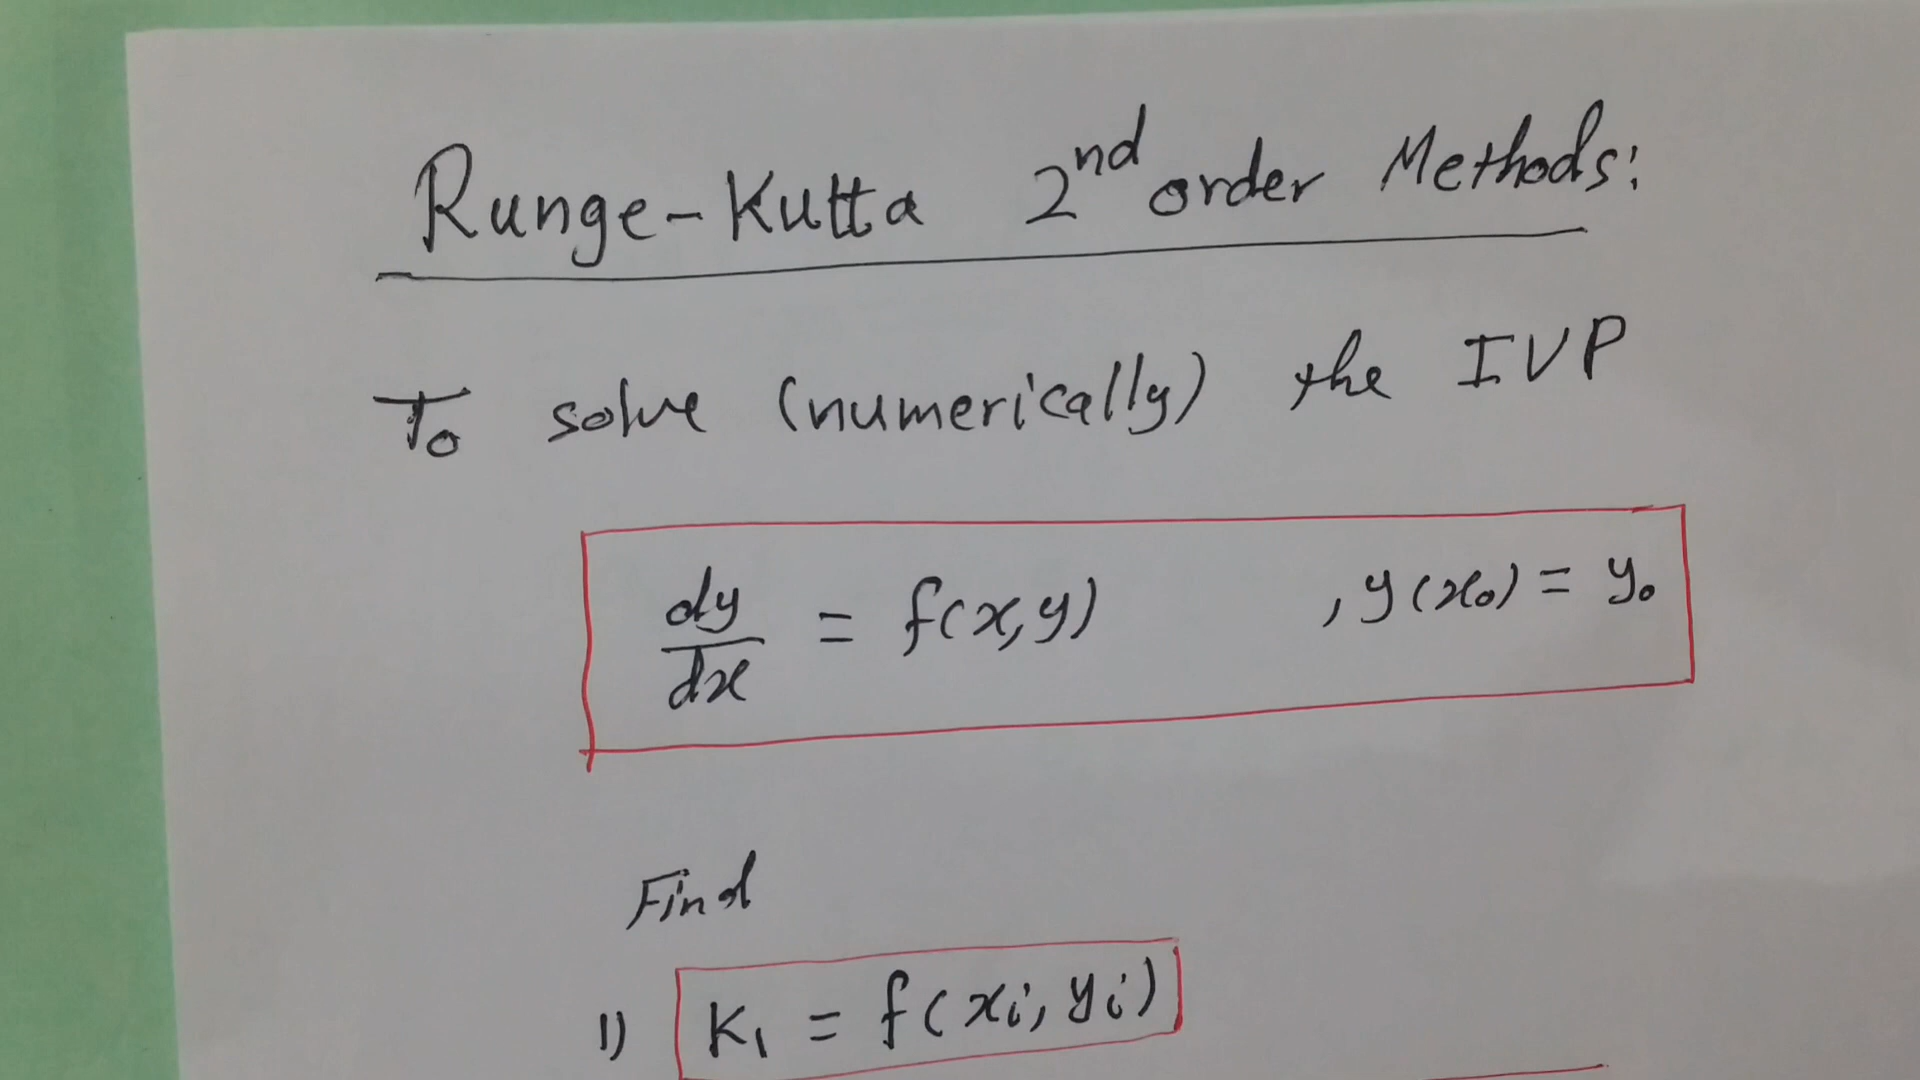 Runge-Kutta 2nd order Methods:
To solve (numerically) the IVP
dy/dx = f(x,y) , y(x₀) = y₀
Find
1) K₁ = f(xᵢ, yᵢ)